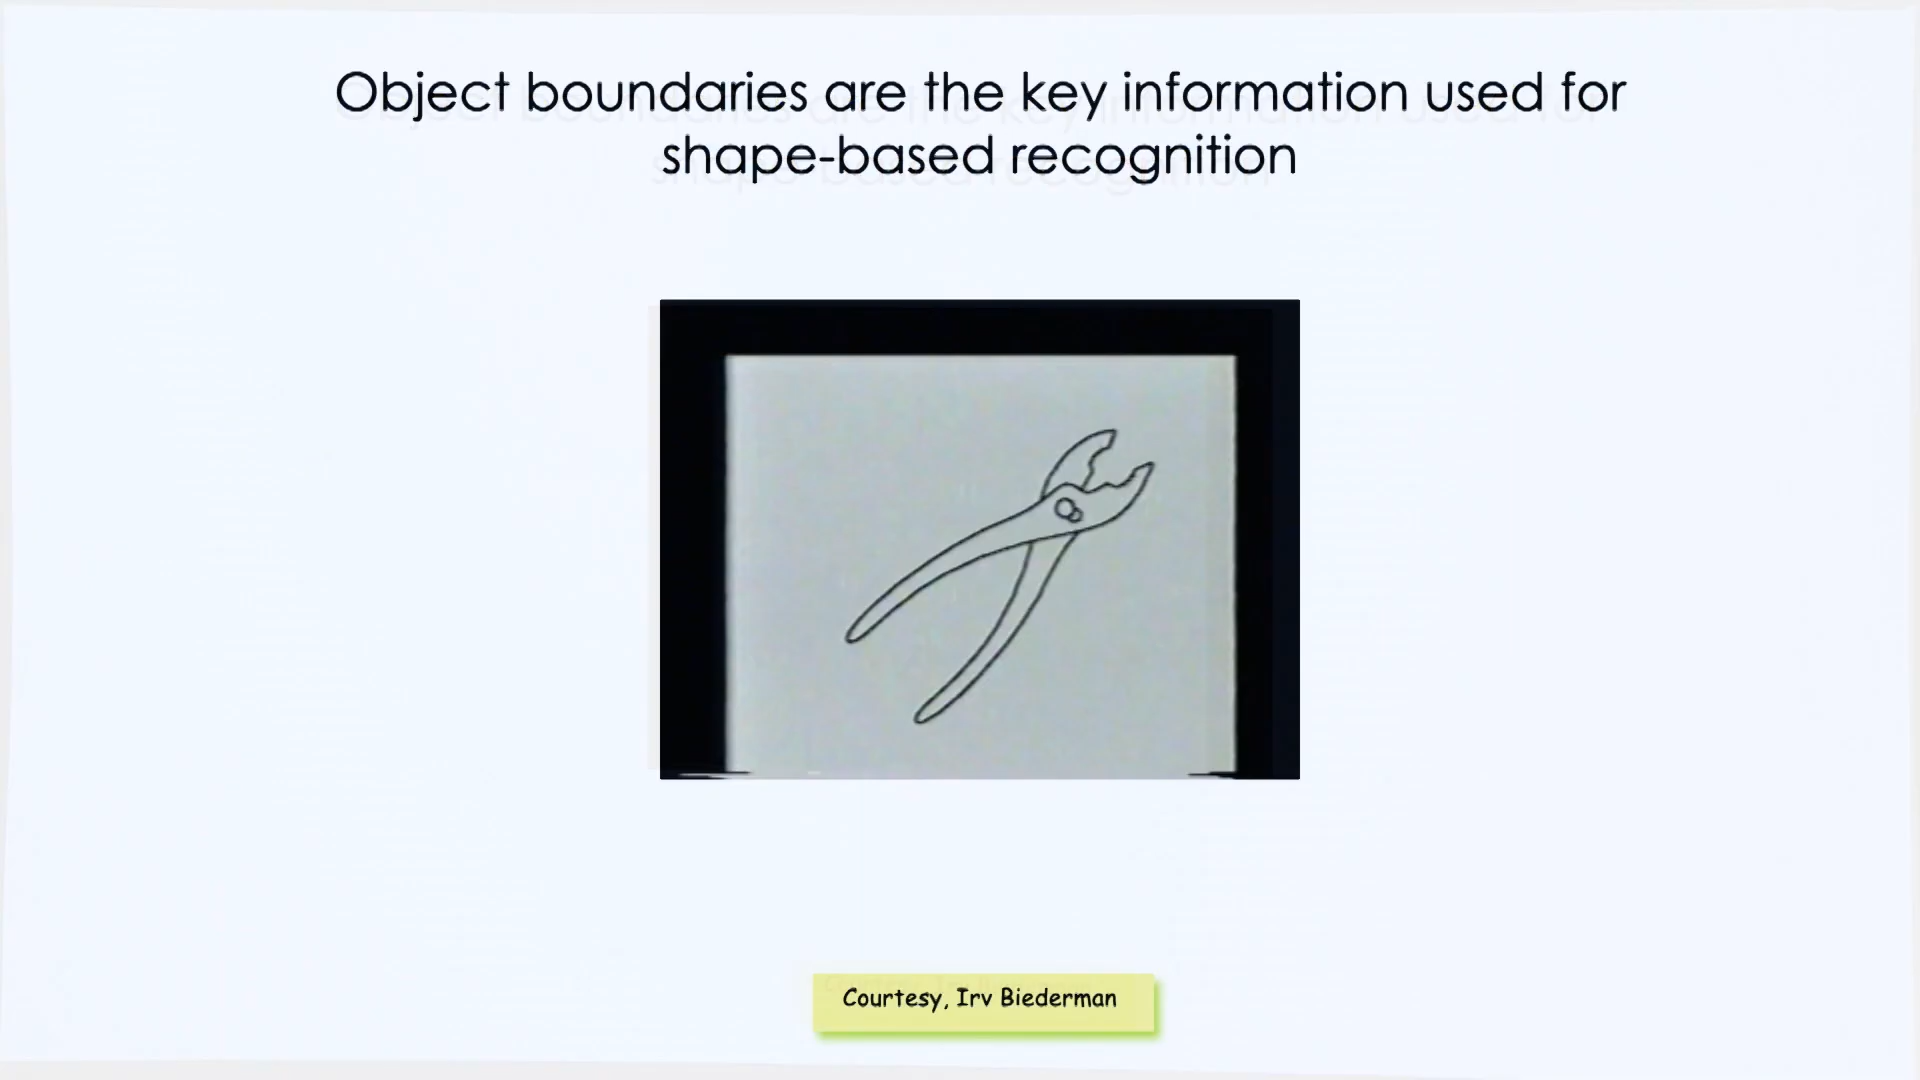 Object boundaries are the key information used for
shape-based recognition
Courtesy, Irv Biederman